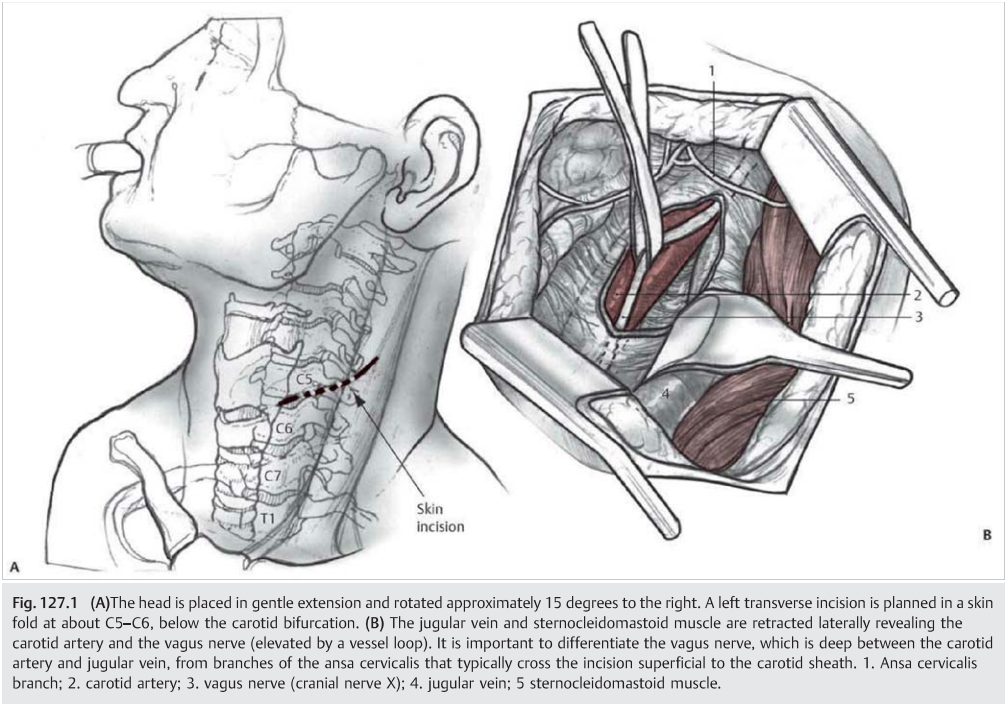 1
2
3
4
5
C5
C6
C7
T1
Skin
incision
A
B
Fig. 127.1 (A)The head is placed in gentle extension and rotated approximately 15 degrees to the right. A left transverse incision is planned in a skin
fold at about C5–C6, below the carotid bifurcation. (B) The jugular vein and sternocleidomastoid muscle are retracted laterally revealing the
carotid artery and the vagus nerve (elevated by a vessel loop). It is important to differentiate the vagus nerve, which is deep between the carotid
artery and jugular vein, from branches of the ansa cervicalis that typically cross the incision superficial to the carotid sheath. 1. Ansa cervicalis
branch; 2. carotid artery; 3. vagus nerve (cranial nerve X); 4. jugular vein; 5 sternocleidomastoid muscle.